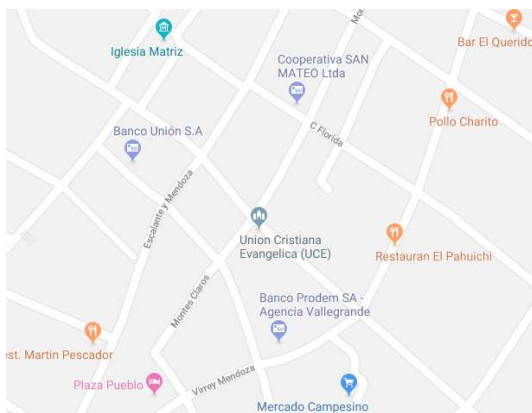 Iglesia Matriz
Bar El Querido
Cooperativa SAN
MATEO Ltda
Pollo Charito
Banco Unión S.A
C Florida
Escalante y Mendoza
Union Cristiana
Evangelica (UCE)
Restauran El Pahuichi
Montes Claros
Banco Prodem SA -
Agencia Vallegrande
est. Martin Pescador
Virrey Mendoza
Plaza Pueblo
Mercado Campesino